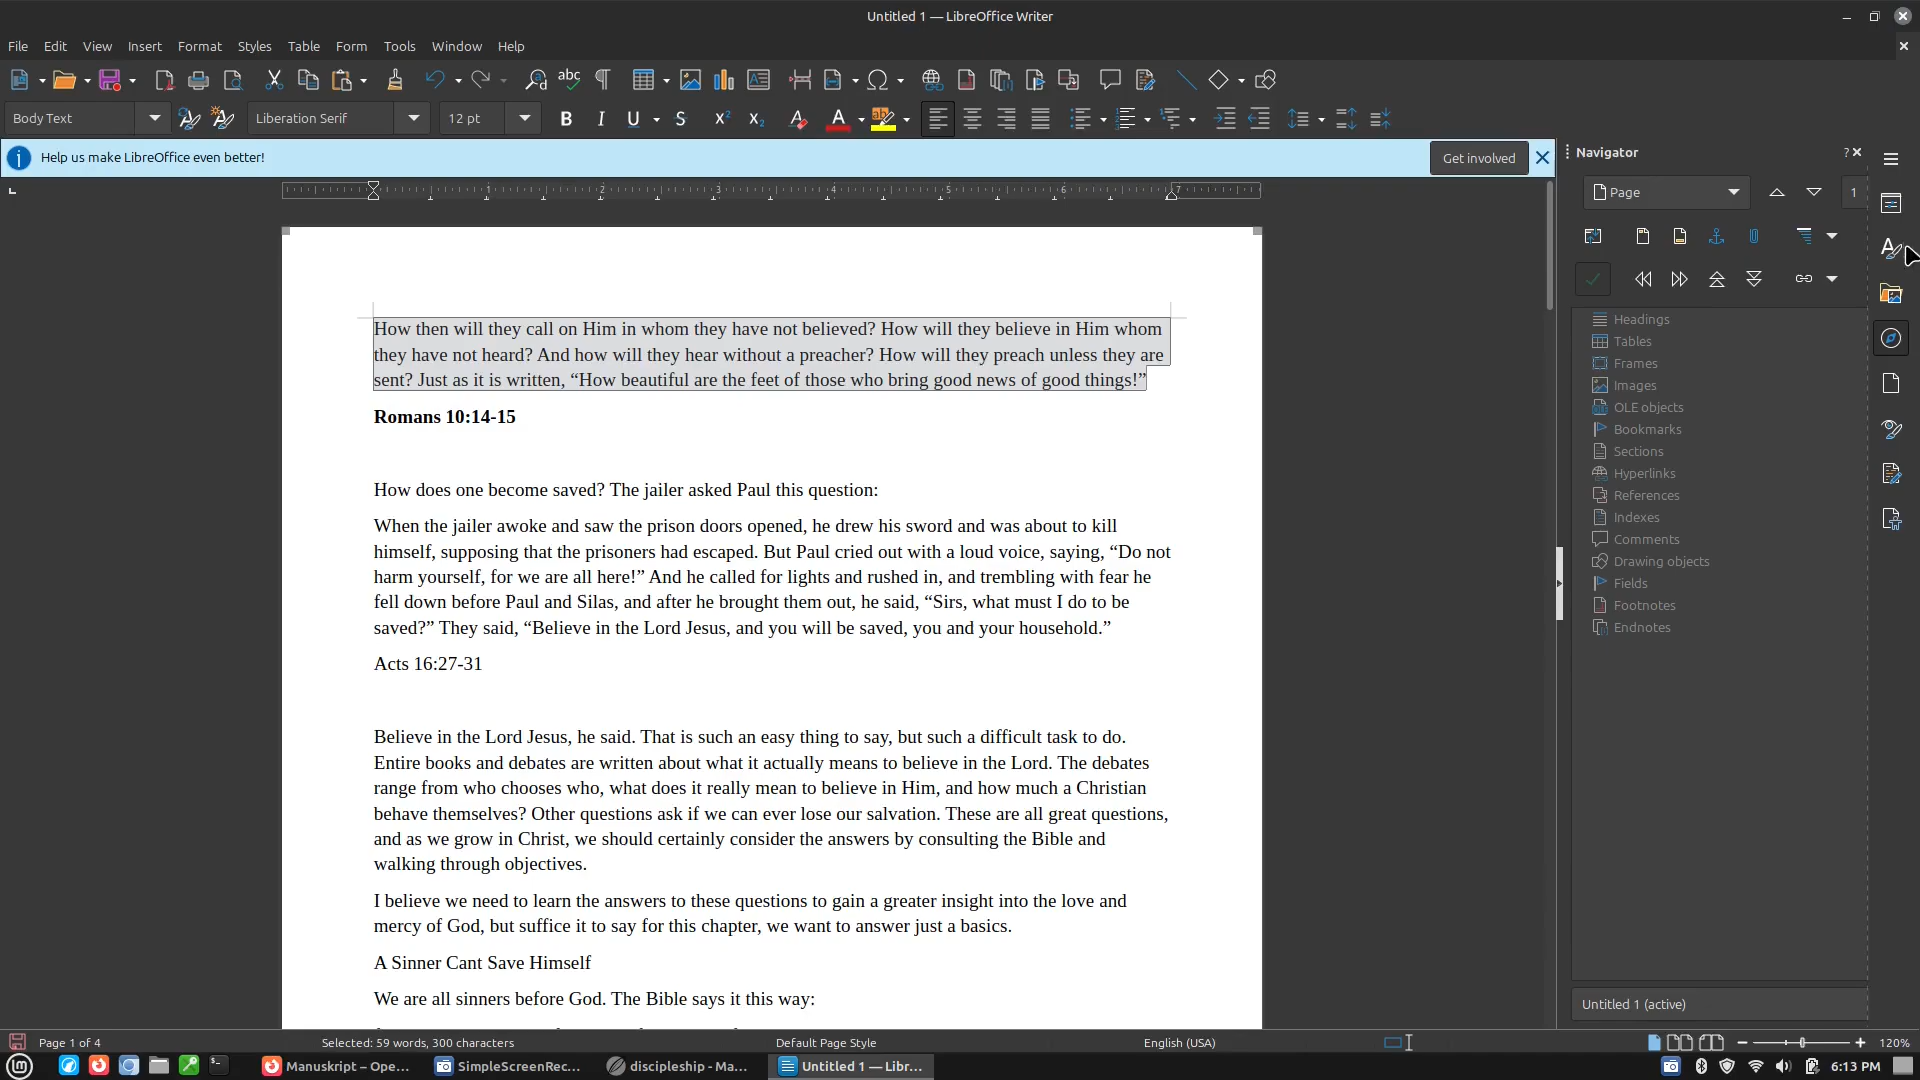 Untitled 1 — LibreOffice Writer
File Edit View Insert Format Styles Table Form Tools Window Help
Body Text Liberation Serif 12 pt
Help us make LibreOffice even better! Get involved
Navigator
Page 1
1 2 3 4 5 6 7
How then will they call on Him in whom they have not believed? How will they believe in Him whom
they have not heard? And how will they hear without a preacher? How will they preach unless they are
sent? Just as it is written, “How beautiful are the feet of those who bring good news of good things!”
Romans 10:14-15
How does one become saved? The jailer asked Paul this question:
When the jailer awoke and saw the prison doors opened, he drew his sword and was about to kill
himself, supposing that the prisoners had escaped. But Paul cried out with a loud voice, saying, “Do not
harm yourself, for we are all here!” And he called for lights and rushed in, and trembling with fear he
fell down before Paul and Silas, and after he brought them out, he said, “Sirs, what must I do to be
saved?” They said, “Believe in the Lord Jesus, and you will be saved, you and your household.”
Acts 16:27-31
Believe in the Lord Jesus, he said. That is such an easy thing to say, but such a difficult task to do.
Entire books and debates are written about what it actually means to believe in the Lord. The debates
range from who chooses who, what does it really mean to believe in Him, and how much a Christian
behave themselves? Other questions ask if we can ever lose our salvation. These are all great questions,
and as we grow in Christ, we should certainly consider the answers by consulting the Bible and
walking through objectives.
I believe we need to learn the answers to these questions to gain a greater insight into the love and
mercy of God, but suffice it to say for this chapter, we want to answer just a basics.
A Sinner Cant Save Himself
We are all sinners before God. The Bible says it this way:
Headings
Tables
Frames
Images
OLE objects
Bookmarks
Sections
Hyperlinks
References
Indexes
Comments
Drawing objects
Fields
Footnotes
Endnotes
Untitled 1 (active)
Page 1 of 4 Selected: 59 words, 300 characters Default Page Style English (USA) 120%
Manuskript – Ope... SimpleScreenRec... discipleship - Ma... Untitled 1 — Libr... 6:13 PM